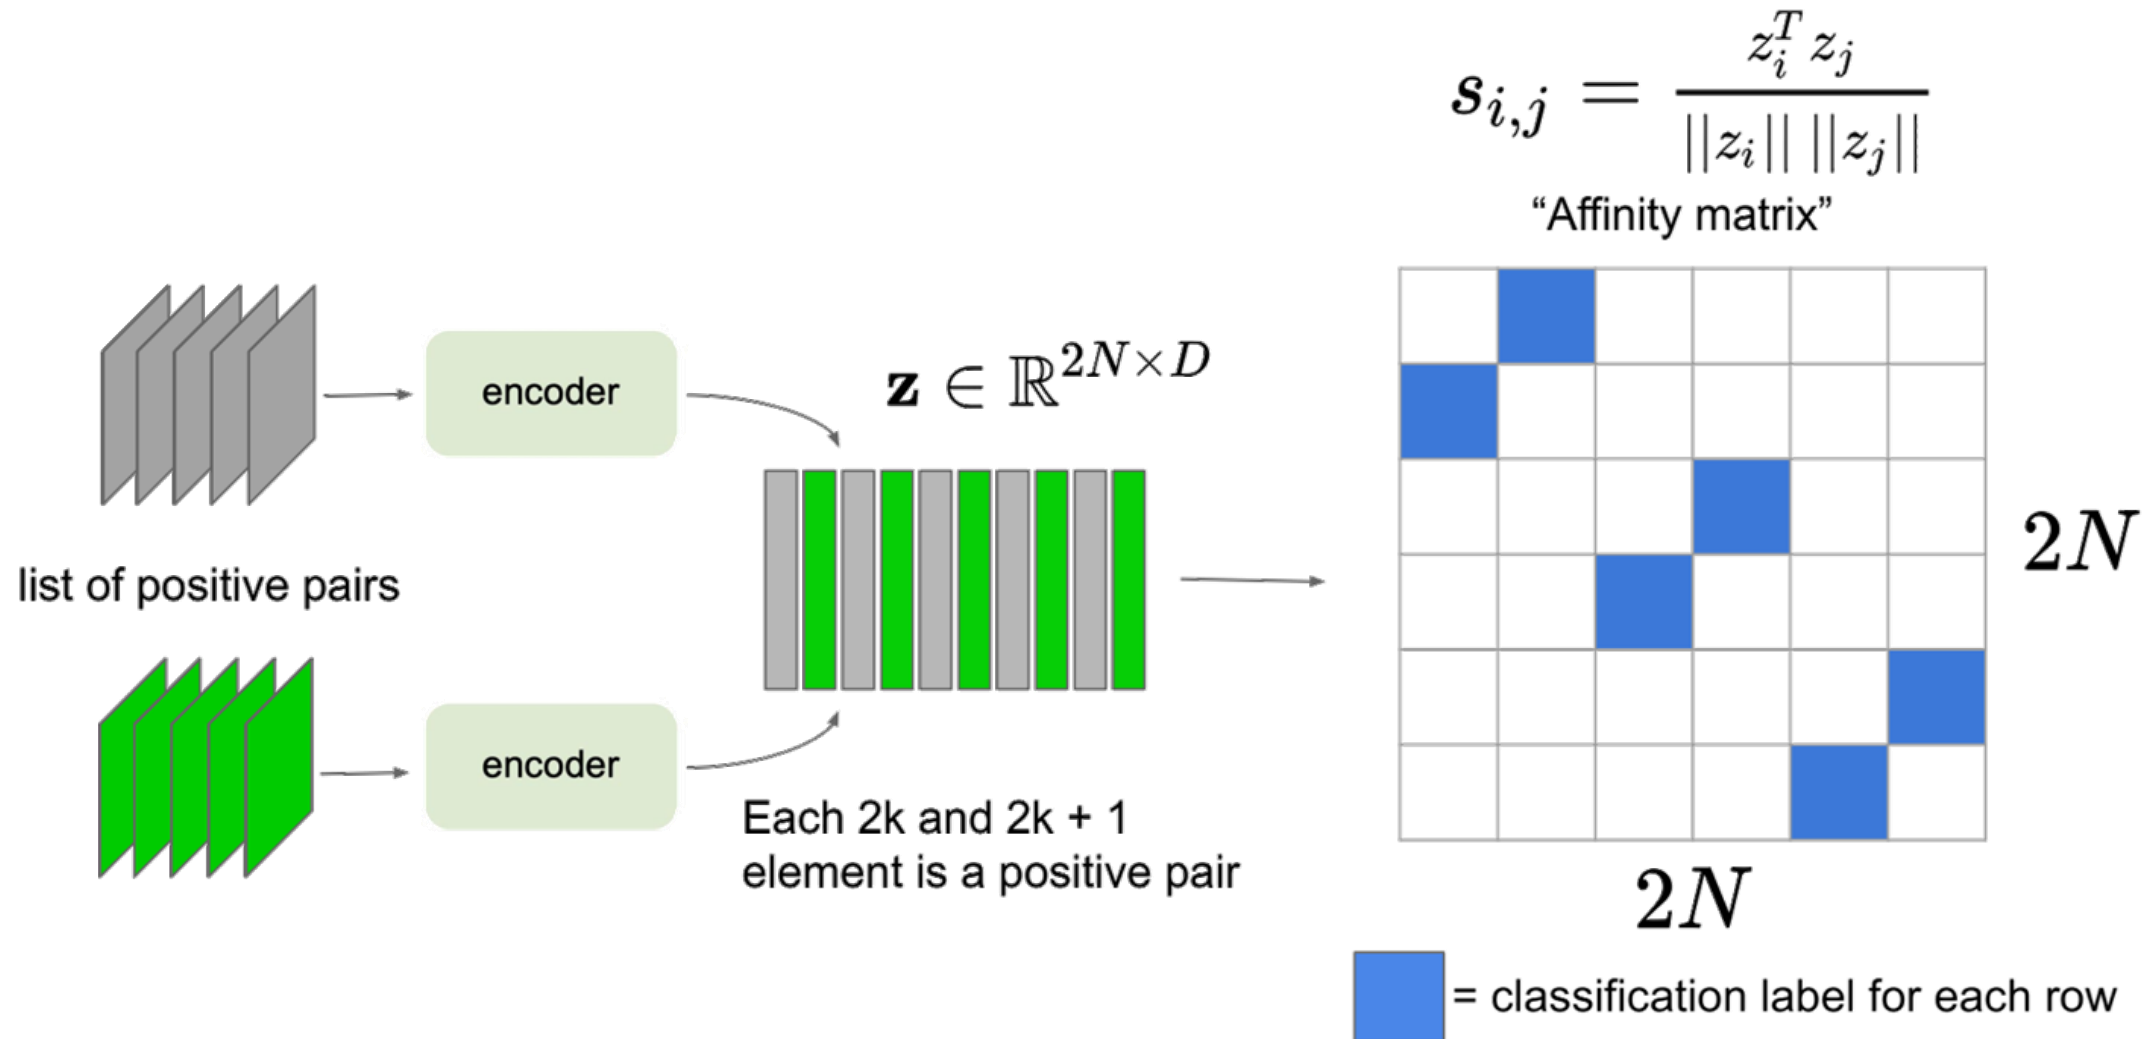 s_{i,j} = \frac{z_i^T z_j}{||z_i|| ||z_j||}
“Affinity matrix”
encoder
z ∈ ℝ^{2N×D}
list of positive pairs
2N
encoder
Each 2k and 2k + 1
element is a positive pair
2N
= classification label for each row